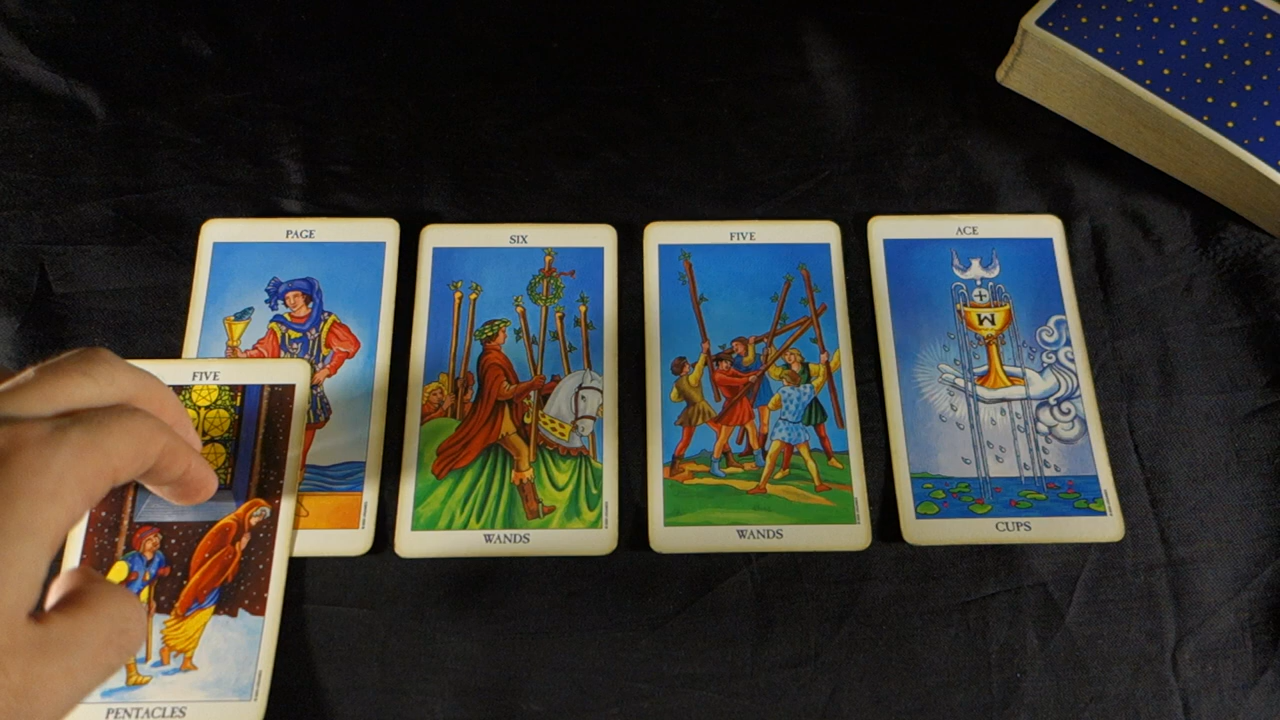 PAGE
SIX
WANDS
FIVE
WANDS
ACE
W
CUPS
FIVE
PENTACLES